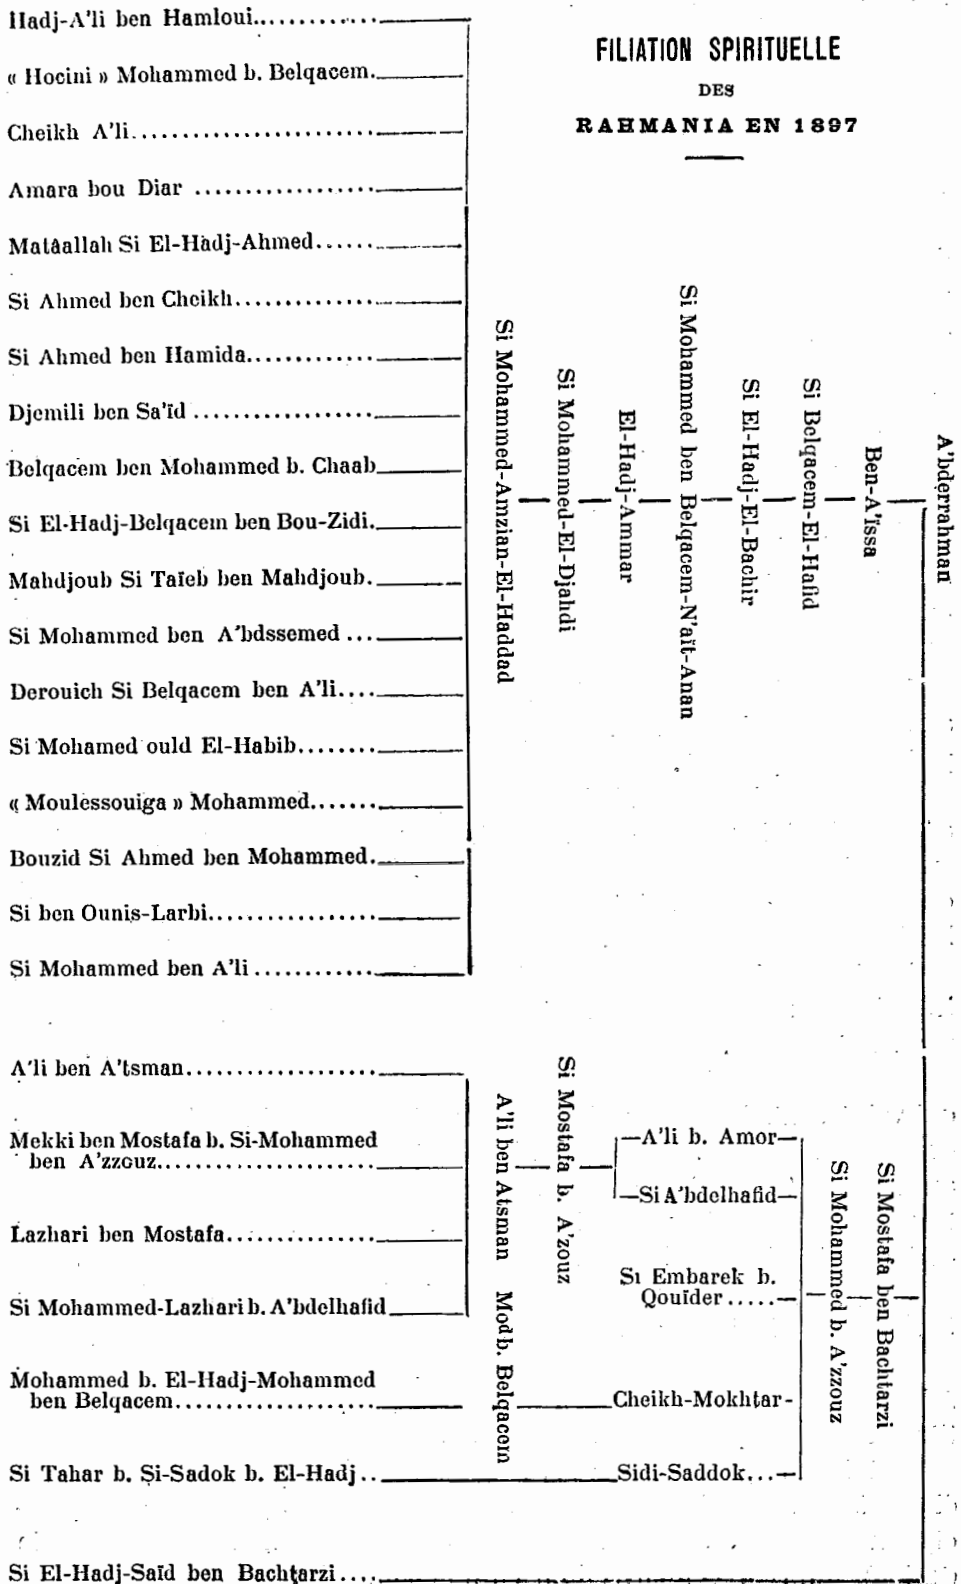 FILIATION SPIRITUELLE
DES
RAHMANIA EN 1897
Hadj-A'li ben Hamloui
« Hocini » Mohammed b. Belqacem.
Cheikh A'li
Amara bou Diar
Matâallah Si El-Hadj-Ahmed
Si Ahmed ben Cheikh
Si Ahmed ben Hamida
Djemili ben Sa'ïd
Belqacem ben Mohammed b. Chaab
Si El-Hadj-Belqacem ben Bou-Zidi.
Mahdjoub Si Taïeb ben Mahdjoub.
Si Mohammed ben A'bdssemed
Derouich Si Belqacem ben A'li
Si Mohamed ould El-Habib
« Moulessouiga » Mohammed
Bouzid Si Ahmed ben Mohammed.
Si ben Ounis-Larbi
Si Mohammed ben A'li
Si Mohammed-Amzian-El-Haddad
Si Mohammed-El-Djahdi
El-Hadj-Ammar
Si Mohammed ben Belqacem-N'aït-Anan
Si El-Hadj-El-Bachir
Si Belqacem-El-Hafid
Ben-A'ïssa
A'bderrahman
A'li ben A'tsman
Mekki ben Mostafa b. Si-Mohammed
ben A'zzouz
Lazhari ben Mostafa
Si Mohammed-Lazhari b. A'bdelhafid
Mohammed b. El-Hadj-Mohammed
ben Belqacem
Si Tahar b. Si-Sadok b. El-Hadj
A'li ben Atsman
Mod b. Belqacem
Si Mostafa b. A'zouz
A'li b. Amor
Si A'bdelhafid
Si Embarek b.
Qouïder
Cheikh-Mokhtar
Sidi-Saddok
Si Mohammed b. A'zzouz
Si Mostafa ben Bachtarzi
Si El-Hadj-Saïd ben Bachtarzi